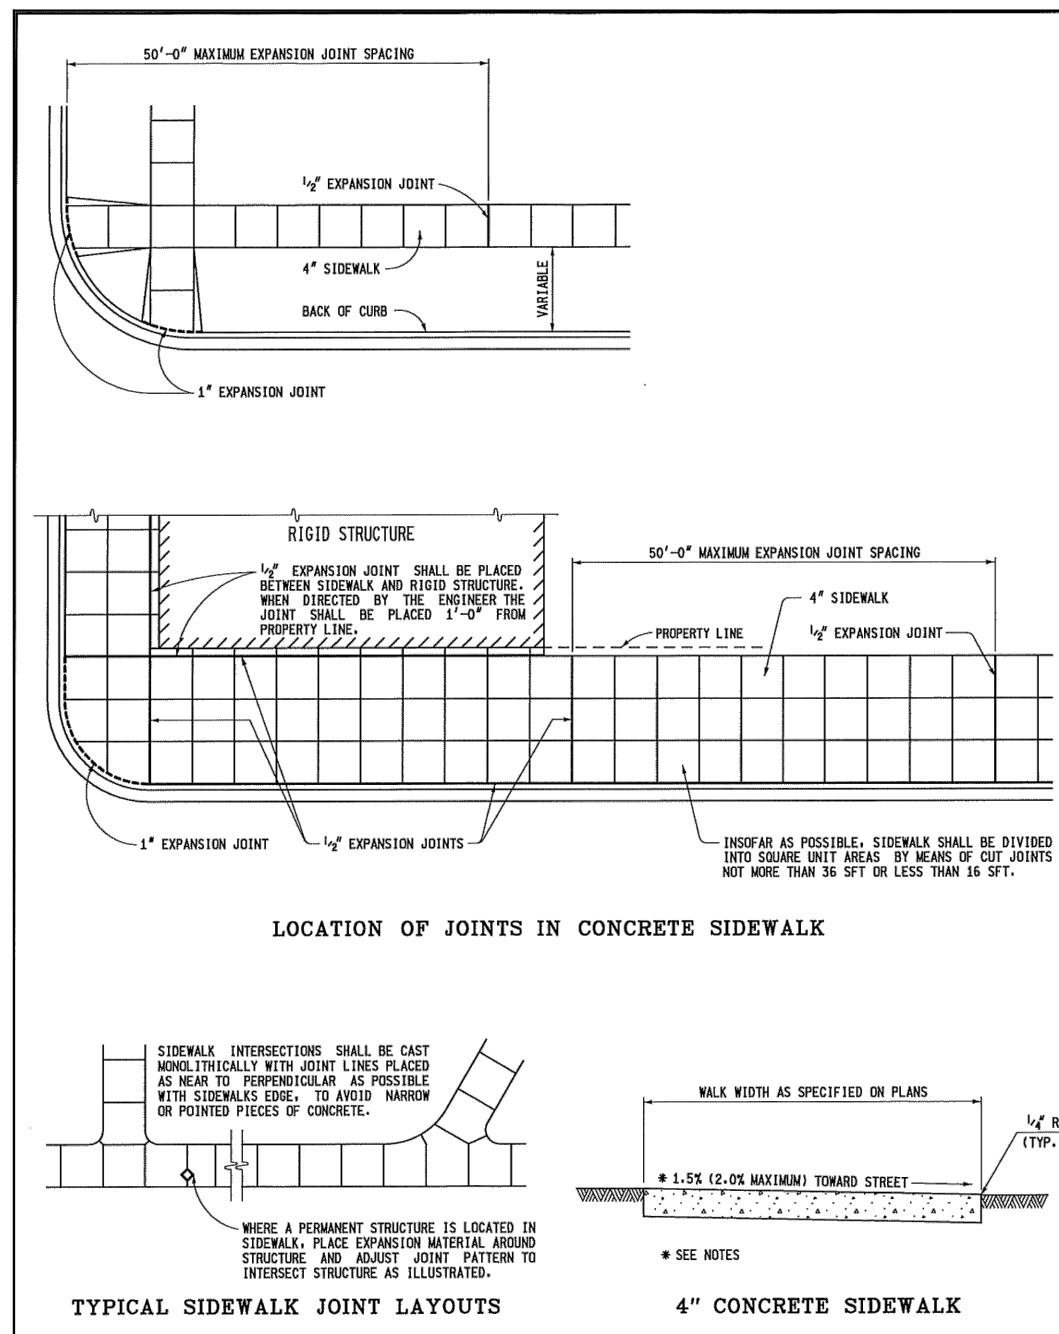 50'-0" MAXIMUM EXPANSION JOINT SPACING
1/2" EXPANSION JOINT
4" SIDEWALK
VARIABLE
BACK OF CURB
1" EXPANSION JOINT
RIGID STRUCTURE
1/2" EXPANSION JOINT SHALL BE PLACED
BETWEEN SIDEWALK AND RIGID STRUCTURE.
WHEN DIRECTED BY THE ENGINEER THE
JOINT SHALL BE PLACED 1'-0" FROM
PROPERTY LINE.
50'-0" MAXIMUM EXPANSION JOINT SPACING
4" SIDEWALK
PROPERTY LINE
1/2" EXPANSION JOINT
1" EXPANSION JOINT
1/2" EXPANSION JOINTS
INSOFAR AS POSSIBLE, SIDEWALK SHALL BE DIVIDED
INTO SQUARE UNIT AREAS BY MEANS OF CUT JOINTS
NOT MORE THAN 36 SFT OR LESS THAN 16 SFT.
LOCATION OF JOINTS IN CONCRETE SIDEWALK
SIDEWALK INTERSECTIONS SHALL BE CAST
MONOLITHICALLY WITH JOINT LINES PLACED
AS NEAR TO PERPENDICULAR AS POSSIBLE
WITH SIDEWALKS EDGE, TO AVOID NARROW
OR POINTED PIECES OF CONCRETE.
WHERE A PERMANENT STRUCTURE IS LOCATED IN
SIDEWALK, PLACE EXPANSION MATERIAL AROUND
STRUCTURE AND ADJUST JOINT PATTERN TO
INTERSECT STRUCTURE AS ILLUSTRATED.
TYPICAL SIDEWALK JOINT LAYOUTS
WALK WIDTH AS SPECIFIED ON PLANS
1/4" R
(TYP.
* 1.5% (2.0% MAXIMUM) TOWARD STREET
* SEE NOTES
4" CONCRETE SIDEWALK